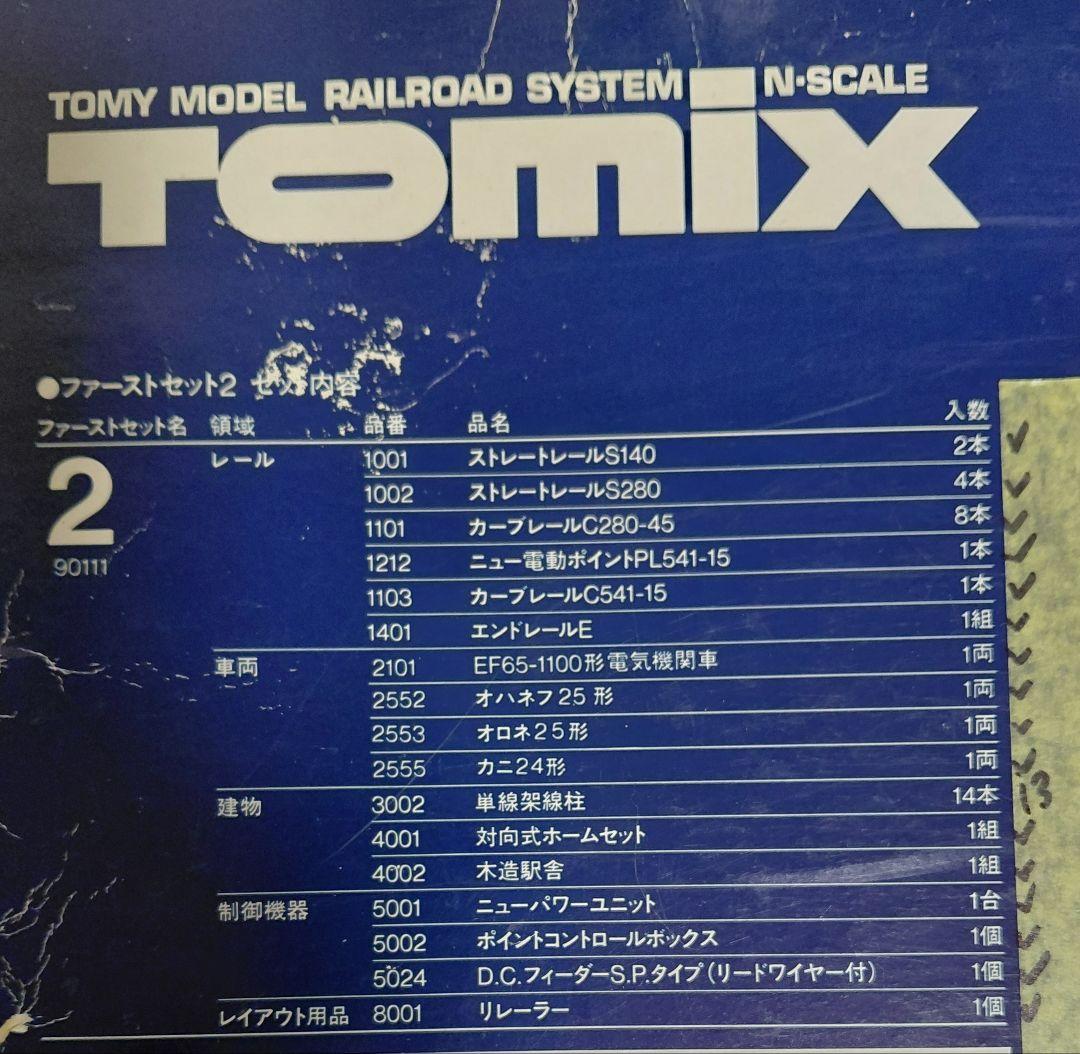 TOMY MODEL RAILROAD SYSTEM N·SCALE
TOMIX
●ファーストセット2 セット内容
ファーストセット名 領域 品番 品名 入数
2 レール 1001 ストレートレールS140 2本
1002 ストレートレールS280 4本
1101 カーブレールC280-45 8本
90111 1212 ニュー電動ポイントPL541-15 1本
1103 カーブレールC541-15 1本
1401 エンドレールE 1組
車両 2101 EF65-1100形電気機関車 1両
2552 オハネフ25形 1両
2553 オロネ25形 1両
2555 カニ24形 1両
建物 3002 単線架線柱 14本 13
4001 対向式ホームセット 1組
4002 木造駅舎 1組
制御機器 5001 ニューパワーユニット 1台
5002 ポイントコントロールボックス 1個
5024 D.C.フィーダーS.P.タイプ(リードワイヤー付) 1個
レイアウト用品 8001 リレーラー 1個